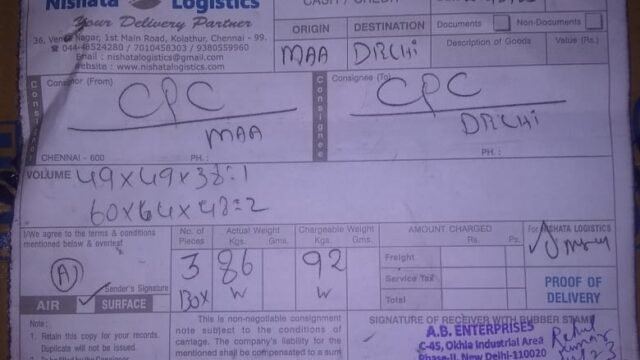 Nishata Logistics
Your Delivery Partner
36, Nagar, 1st Main Road, Kolathur, Chennai - 99.
044-48524280 / 7010458303 / 9380559960
Email : nishatalogistics@gmail.com
Website : www.nishatalogistics.com
CASH / CREDIT
ORIGIN DESTINATION
MAA DELHI
Documents Non-Documents
Description of Goods Value (Rs.)
Consignor
Consignor (From)
CPC
MAA
CHENNAI - 600 PH. :
Consignee
Consignee (To)
CPC
DELHI
PH. :
VOLUME 49x49x38=1
60x64x48=2
I/We agree to the terms & conditions
mentioned below & overleaf
A
Sender's Signature
AIR SURFACE
No. of Pieces
3
Box
Actual Weight
Kgs. Gms.
86
W
Chargeable Weight
Kgs. Gms.
92
W
AMOUNT CHARGED
Rs. Ps.
Freight
Service Tax
Total
For NISHATA LOGISTICS
PROOF OF
DELIVERY
Note :
1. Retain this copy for your records.
Duplicate will not be issued.
This is non-negotiable consignment
note subject to the conditions of
carriage. The company's liability for the
mentioned shall be compensated to a sum
SIGNATURE OF RECEIVER WITH RUBBER STAMP
A.B. ENTERPRISES
C-45, Okhla Industrial Area
Phase-II, New Delhi-110020
Rahul
Kumar